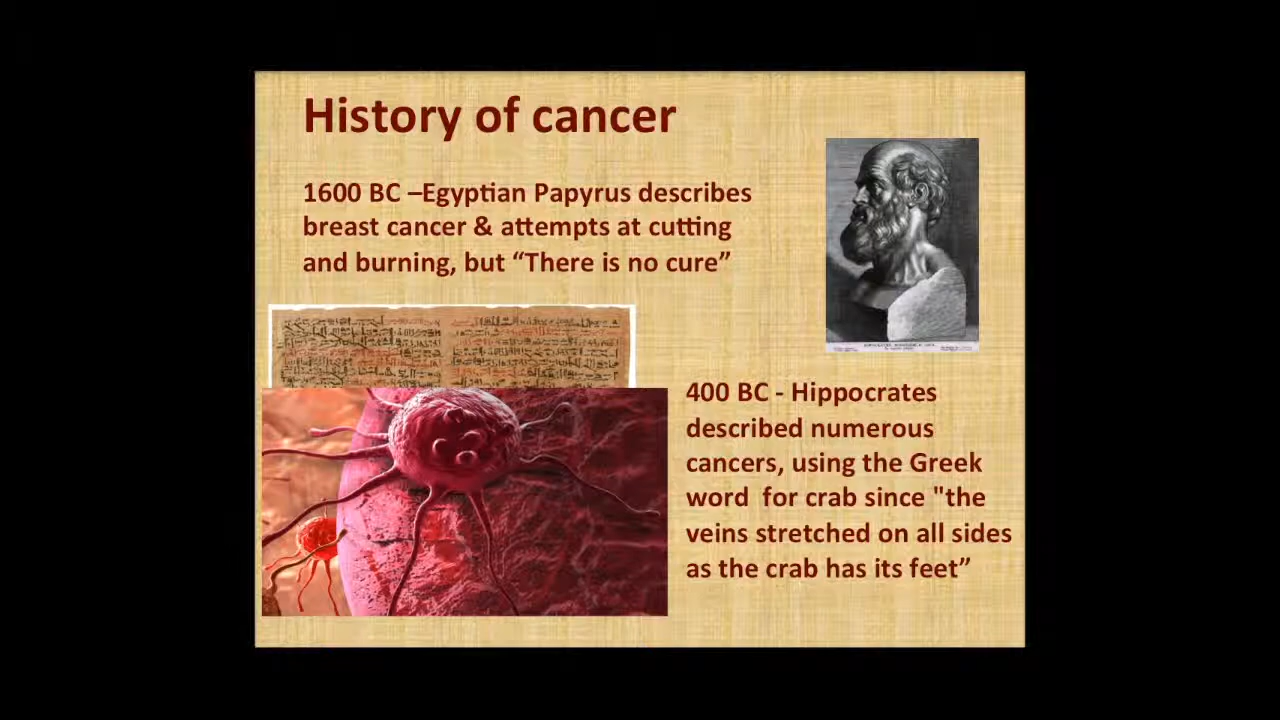 History of cancer
1600 BC –Egyptian Papyrus describes
breast cancer & attempts at cutting
and burning, but “There is no cure”
400 BC - Hippocrates
described numerous
cancers, using the Greek
word  for crab since "the
veins stretched on all sides
as the crab has its feet”